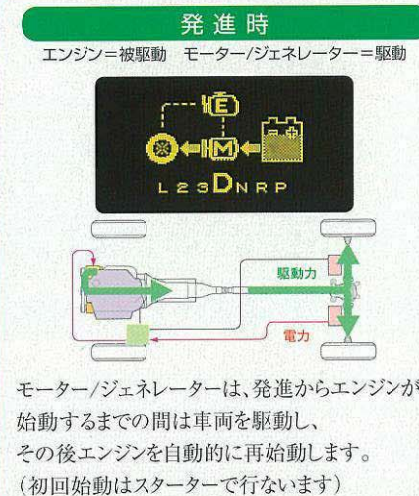 発進時
エンジン=被駆動 モーター/ジェネレーター=駆動
E
M
- +
L 2 3 D N R P
駆動力
電力
モーター/ジェネレーターは、発進からエンジンが
始動するまでの間は車両を駆動し、
その後エンジンを自動的に再始動します。
(初回始動はスターターで行ないます)